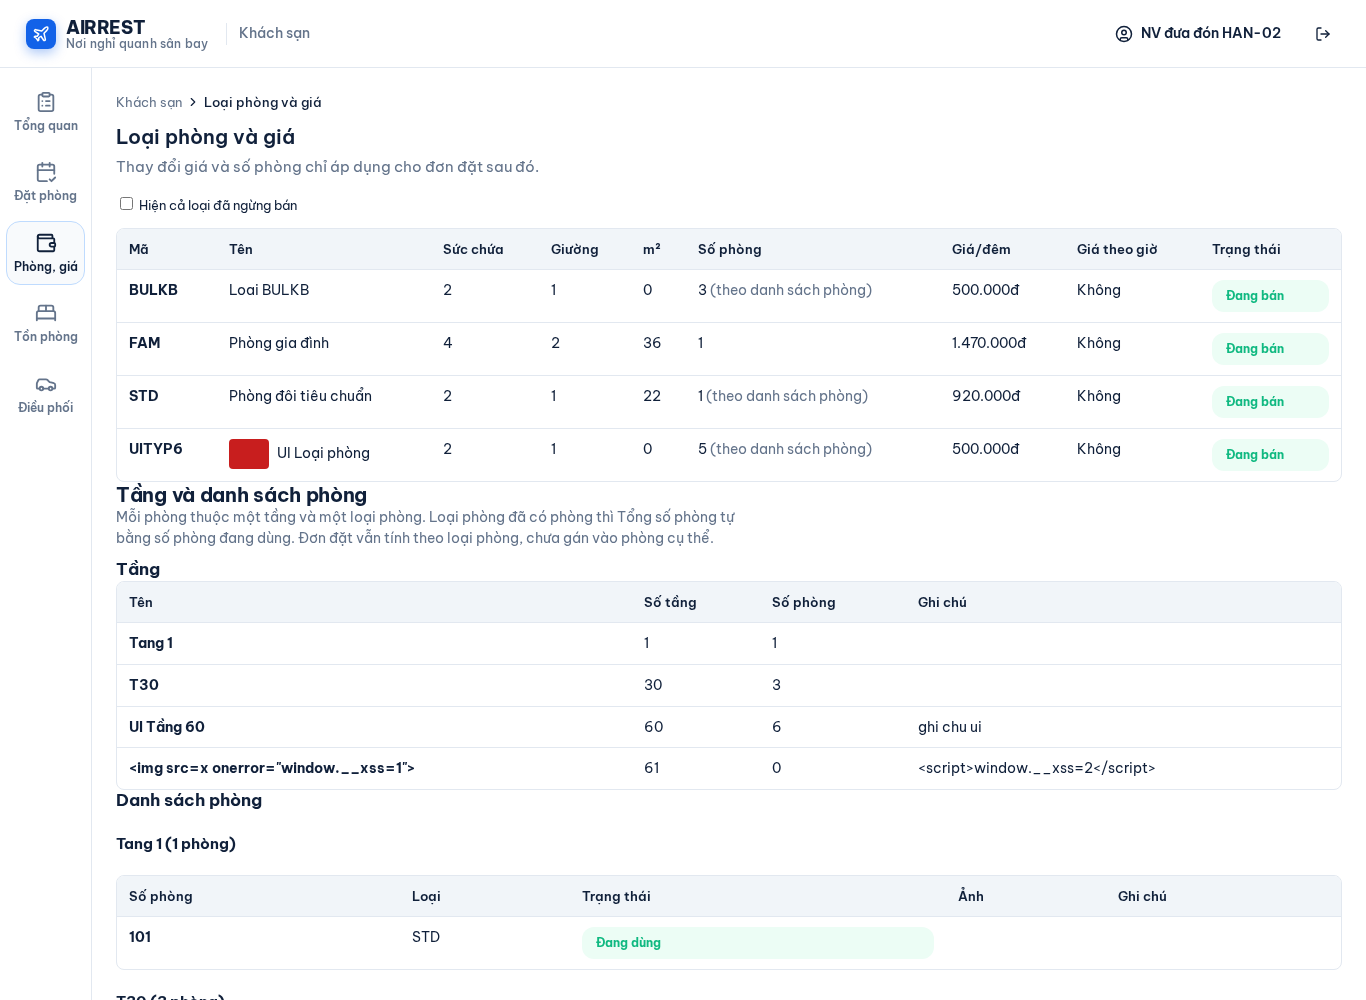 AIRREST
Nơi nghỉ quanh sân bay
Khách sạn
NV đưa đón HAN-02
Tổng quan
Đặt phòng
Phòng, giá
Tồn phòng
Điều phối
Khách sạn > Loại phòng và giá
Loại phòng và giá
Thay đổi giá và số phòng chỉ áp dụng cho đơn đặt sau đó.
Hiện cả loại đã ngừng bán
Mã Tên Sức chứa Giường m² Số phòng Giá/đêm Giá theo giờ Trạng thái
BULKB Loai BULKB 2 1 0 3 (theo danh sách phòng) 500.000đ Không Đang bán
FAM Phòng gia đình 4 2 36 1 1.470.000đ Không Đang bán
STD Phòng đôi tiêu chuẩn 2 1 22 1 (theo danh sách phòng) 920.000đ Không Đang bán
UITYP6 UI Loại phòng 2 1 0 5 (theo danh sách phòng) 500.000đ Không Đang bán
Tầng và danh sách phòng
Mỗi phòng thuộc một tầng và một loại phòng. Loại phòng đã có phòng thì Tổng số phòng tự
bằng số phòng đang dùng. Đơn đặt vẫn tính theo loại phòng, chưa gán vào phòng cụ thể.
Tầng
Tên Số tầng Số phòng Ghi chú
Tang 1 1 1
T30 30 3
UI Tầng 60 60 6 ghi chu ui
<img src=x onerror="window.__xss=1"> 61 0 <script>window.__xss=2</script>
Danh sách phòng
Tang 1 (1 phòng)
Số phòng Loại Trạng thái Ảnh Ghi chú
101 STD Đang dùng
T30 (3 phòng)